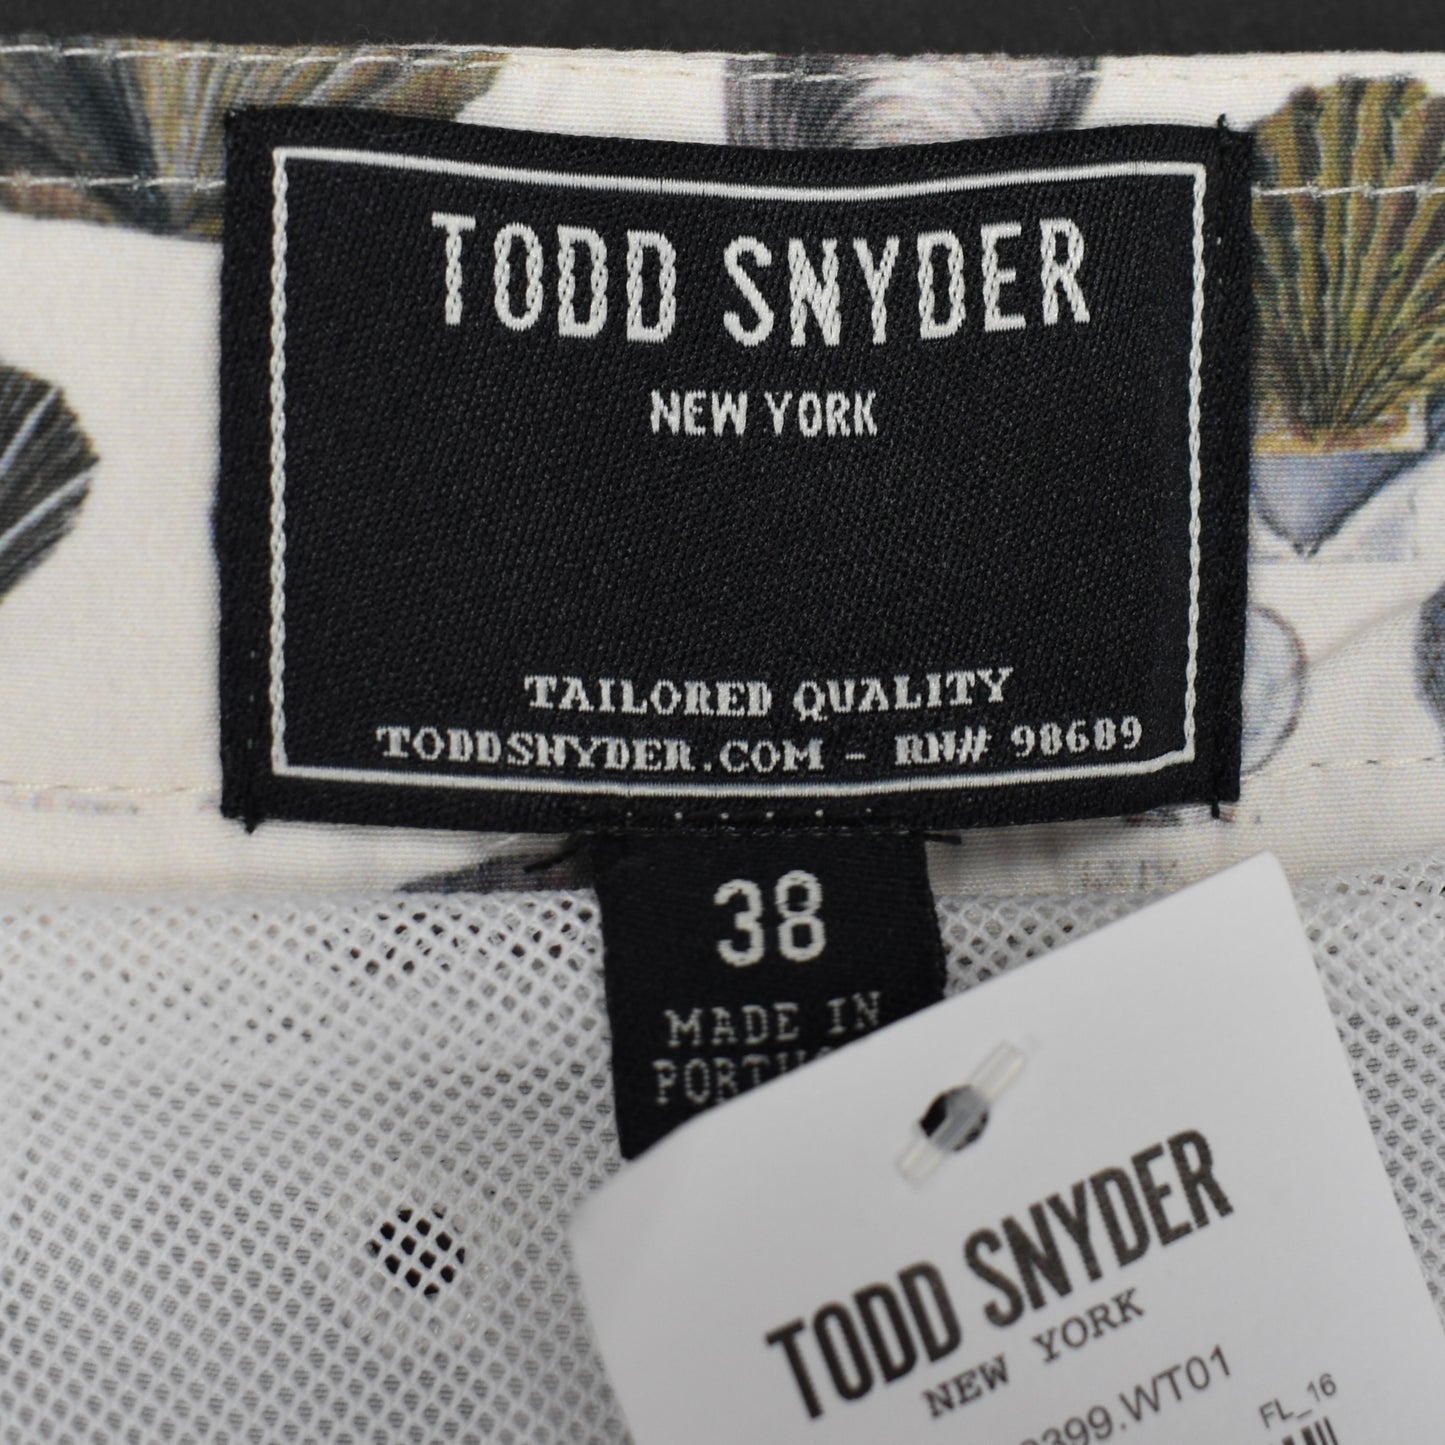 TODD SNYDER
NEW YORK
TAILORED QUALITY
TODDSNYDER.COM - RN# 98689
38
MADE IN
TODD SNYDER
NEW YORK
FL_16